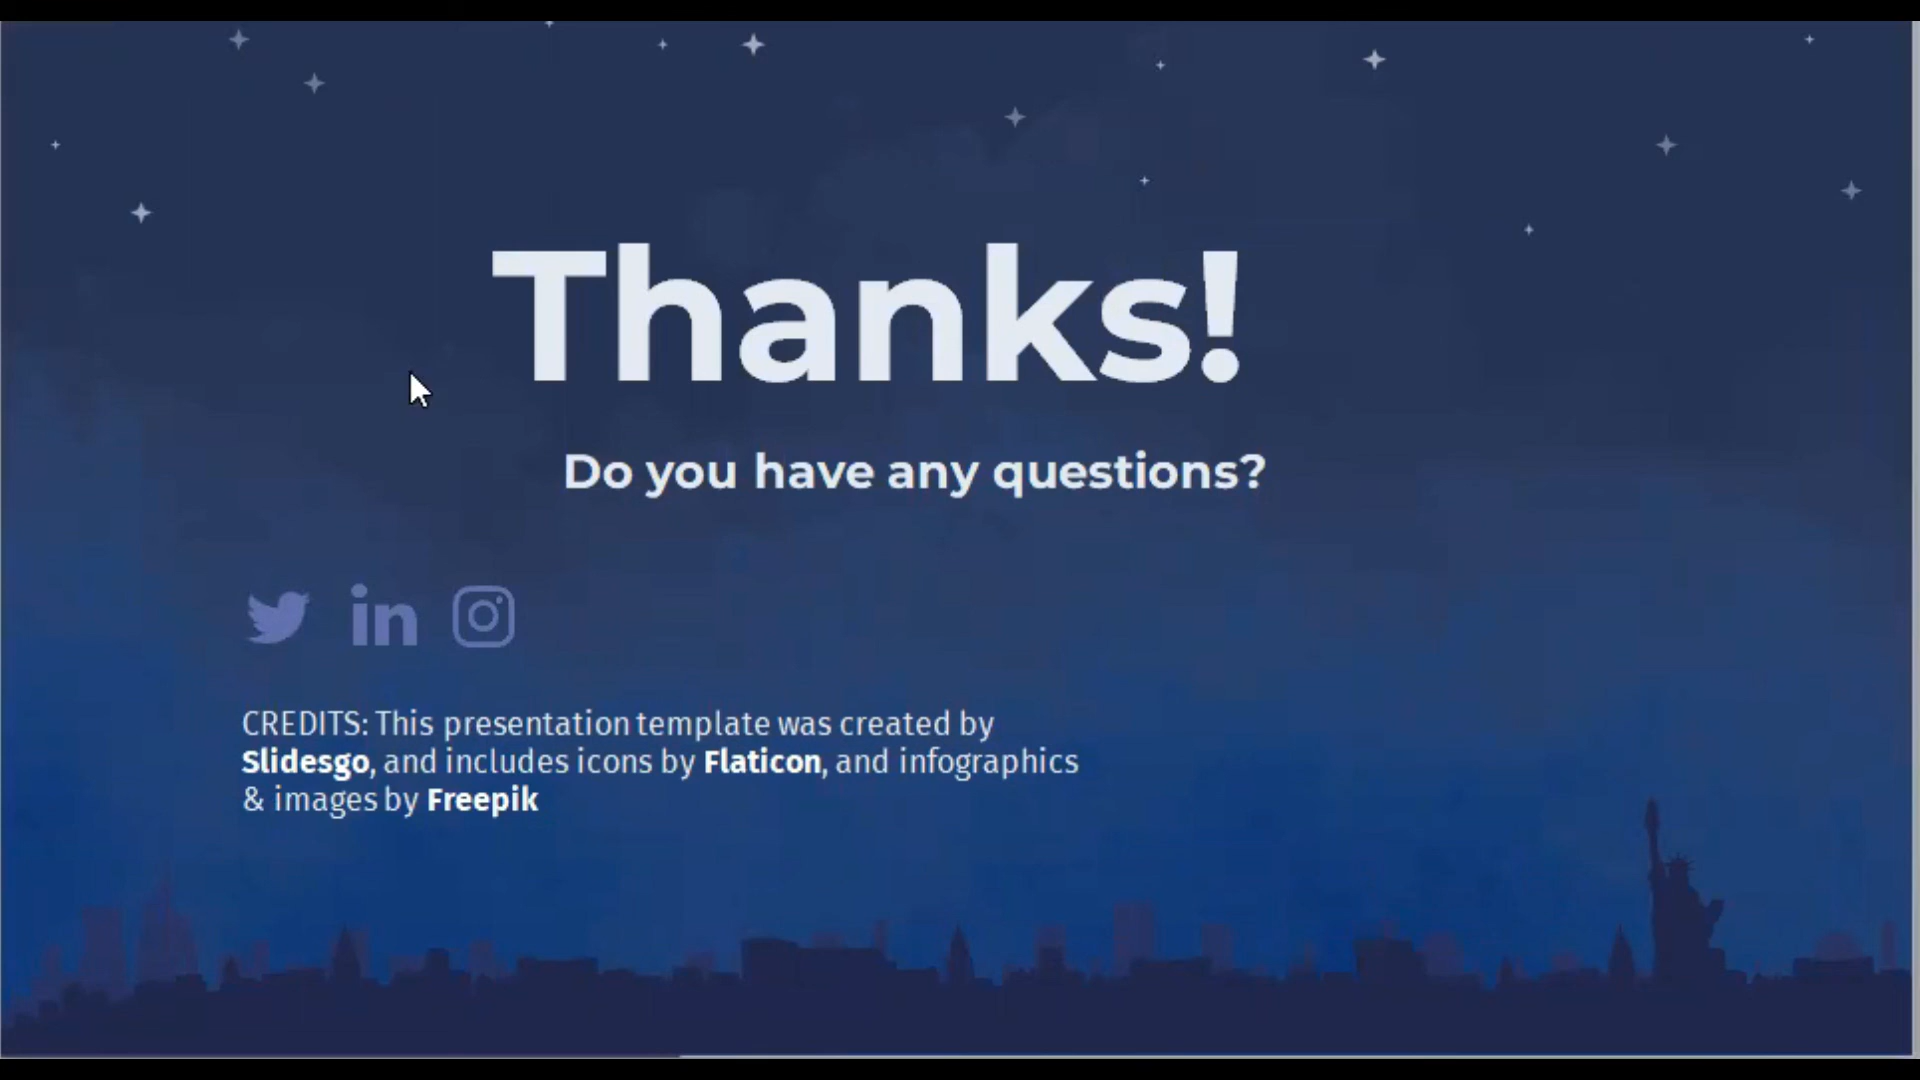 Thanks!
Do you have any questions?
CREDITS: This presentation template was created by
Slidesgo, and includes icons by Flaticon, and infographics
& images by Freepik